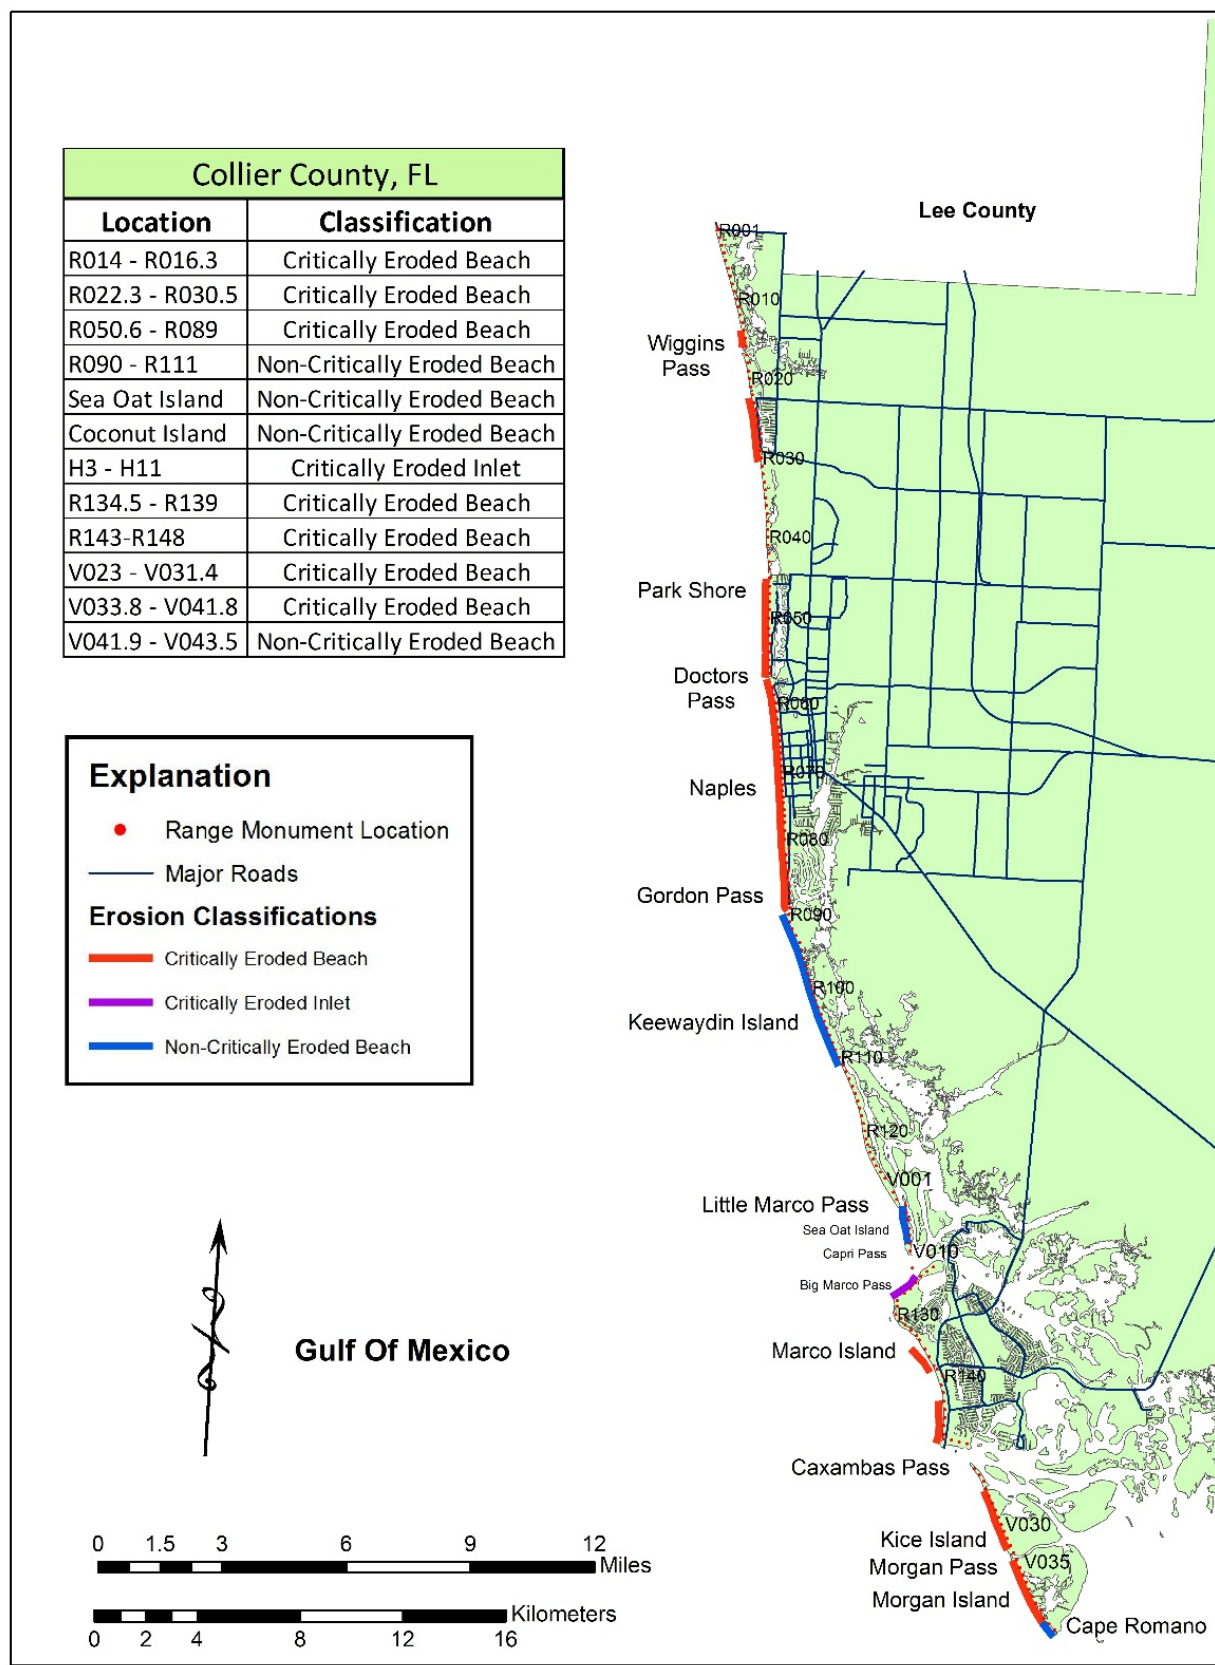 Collier County, FL
Location Classification
R014 - R016.3 Critically Eroded Beach
R022.3 - R030.5 Critically Eroded Beach
R050.6 - R089 Critically Eroded Beach
R090 - R111 Non-Critically Eroded Beach
Sea Oat Island Non-Critically Eroded Beach
Coconut Island Non-Critically Eroded Beach
H3 - H11 Critically Eroded Inlet
R134.5 - R139 Critically Eroded Beach
R143-R148 Critically Eroded Beach
V023 - V031.4 Critically Eroded Beach
V033.8 - V041.8 Critically Eroded Beach
V041.9 - V043.5 Non-Critically Eroded Beach
Explanation
Range Monument Location
Major Roads
Erosion Classifications
Critically Eroded Beach
Critically Eroded Inlet
Non-Critically Eroded Beach
Gulf Of Mexico
0 1.5 3 6 9 12
Miles
Kilometers
0 2 4 8 12 16
Lee County
R001
R010
Wiggins
Pass
R020
R030
R040
Park Shore
R050
Doctors
Pass
R060
R070
Naples
R080
Gordon Pass
R090
R100
Keewaydin Island
R110
R120
V001
Little Marco Pass
Sea Oat Island
Capri Pass
V010
Big Marco Pass
R130
Marco Island
R140
Caxambas Pass
V030
Kice Island
V035
Morgan Pass
Morgan Island
Cape Romano